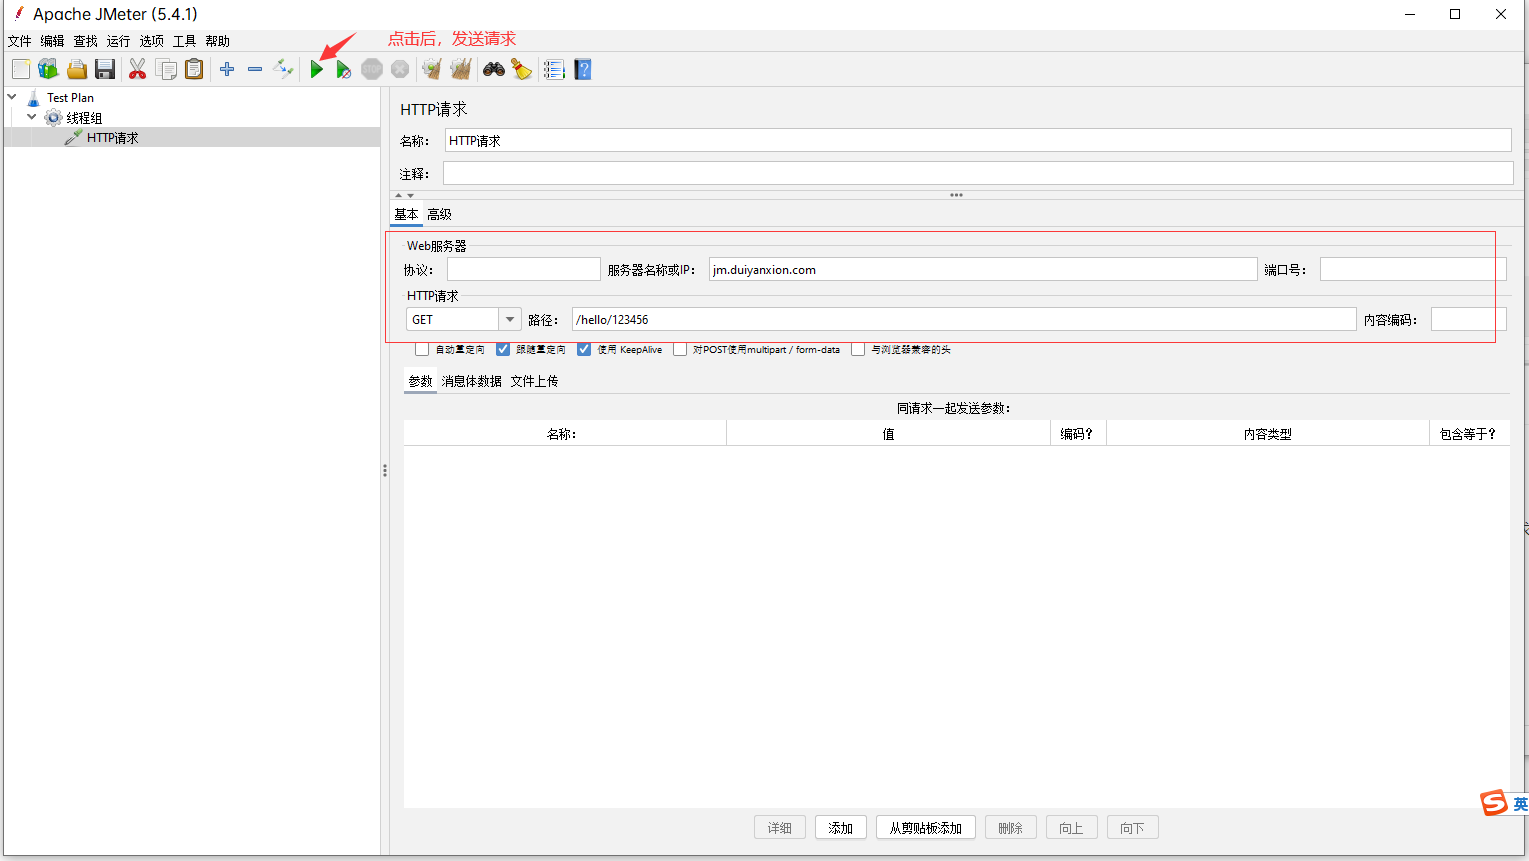 Apache JMeter (5.4.1)
文件 编辑 查找 运行 选项 工具 帮助
点击后，发送请求
STOP
?
Test Plan
线程组
HTTP请求
HTTP请求
名称： HTTP请求
注释：
基本 高级
Web服务器
协议： 服务器名称或IP： jm.duiyanxion.com 端口号：
HTTP请求
GET 路径： /hello/123456 内容编码：
自动重定向 跟随重定向 使用 KeepAlive 对POST使用multipart / form-data 与浏览器兼容的头
参数 消息体数据 文件上传
同请求一起发送参数：
名称： 值 编码? 内容类型 包含等于?
详细 添加 从剪贴板添加 删除 向上 向下
S 英